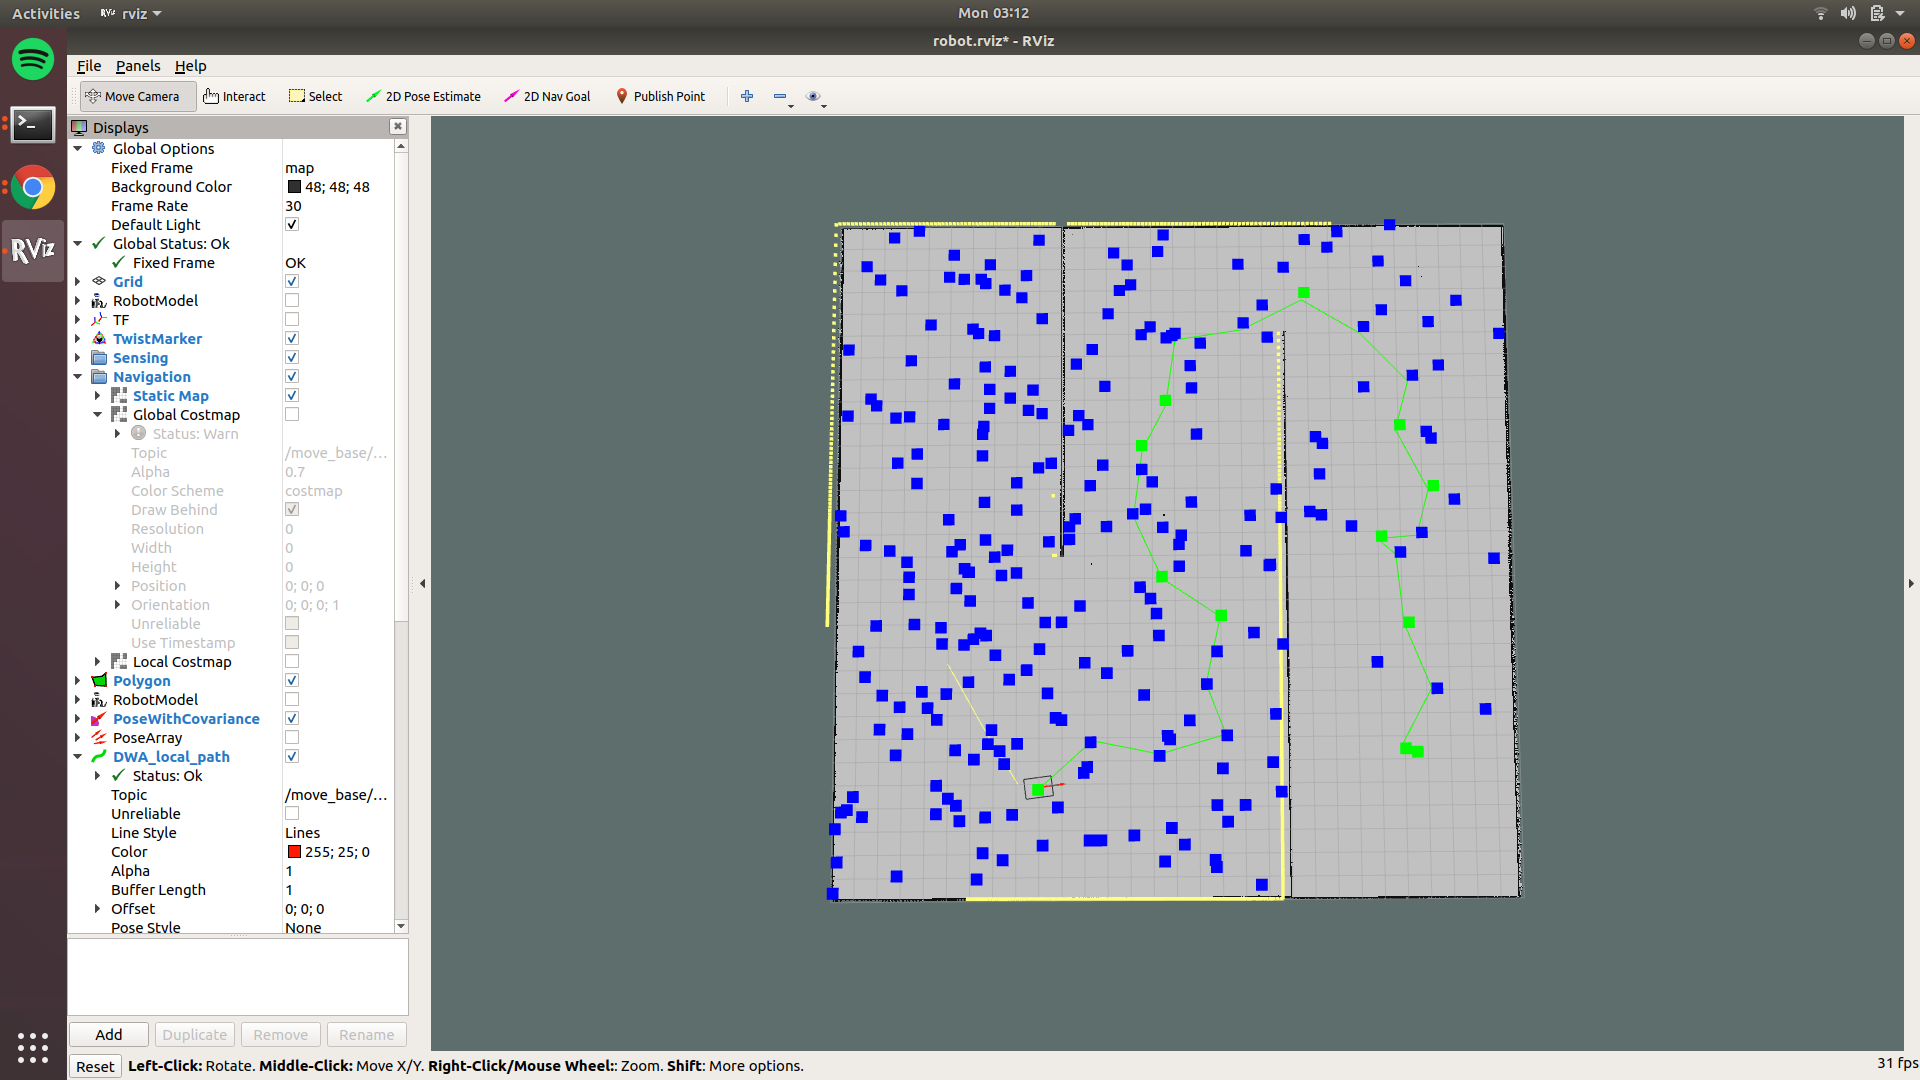 Activities rviz Mon 03:12
robot.rviz* - RViz
File Panels Help
Move Camera Interact Select 2D Pose Estimate 2D Nav Goal Publish Point
Displays
Global Options
Fixed Frame map
Background Color 48; 48; 48
Frame Rate 30
Default Light
Global Status: Ok
Fixed Frame OK
Grid
RobotModel
TF
TwistMarker
Sensing
Navigation
Static Map
Global Costmap
Status: Warn
Topic /move_base/...
Alpha 0.7
Color Scheme costmap
Draw Behind
Resolution 0
Width 0
Height 0
Position 0; 0; 0
Orientation 0; 0; 0; 1
Unreliable
Use Timestamp
Local Costmap
Polygon
RobotModel
PoseWithCovariance
PoseArray
DWA_local_path
Status: Ok
Topic /move_base/...
Unreliable
Line Style Lines
Color 255; 25; 0
Alpha 1
Buffer Length 1
Offset 0; 0; 0
Pose Style None
Add Duplicate Remove Rename
Reset Left-Click: Rotate. Middle-Click: Move X/Y. Right-Click/Mouse Wheel:: Zoom. Shift: More options. 31 fps
RViz